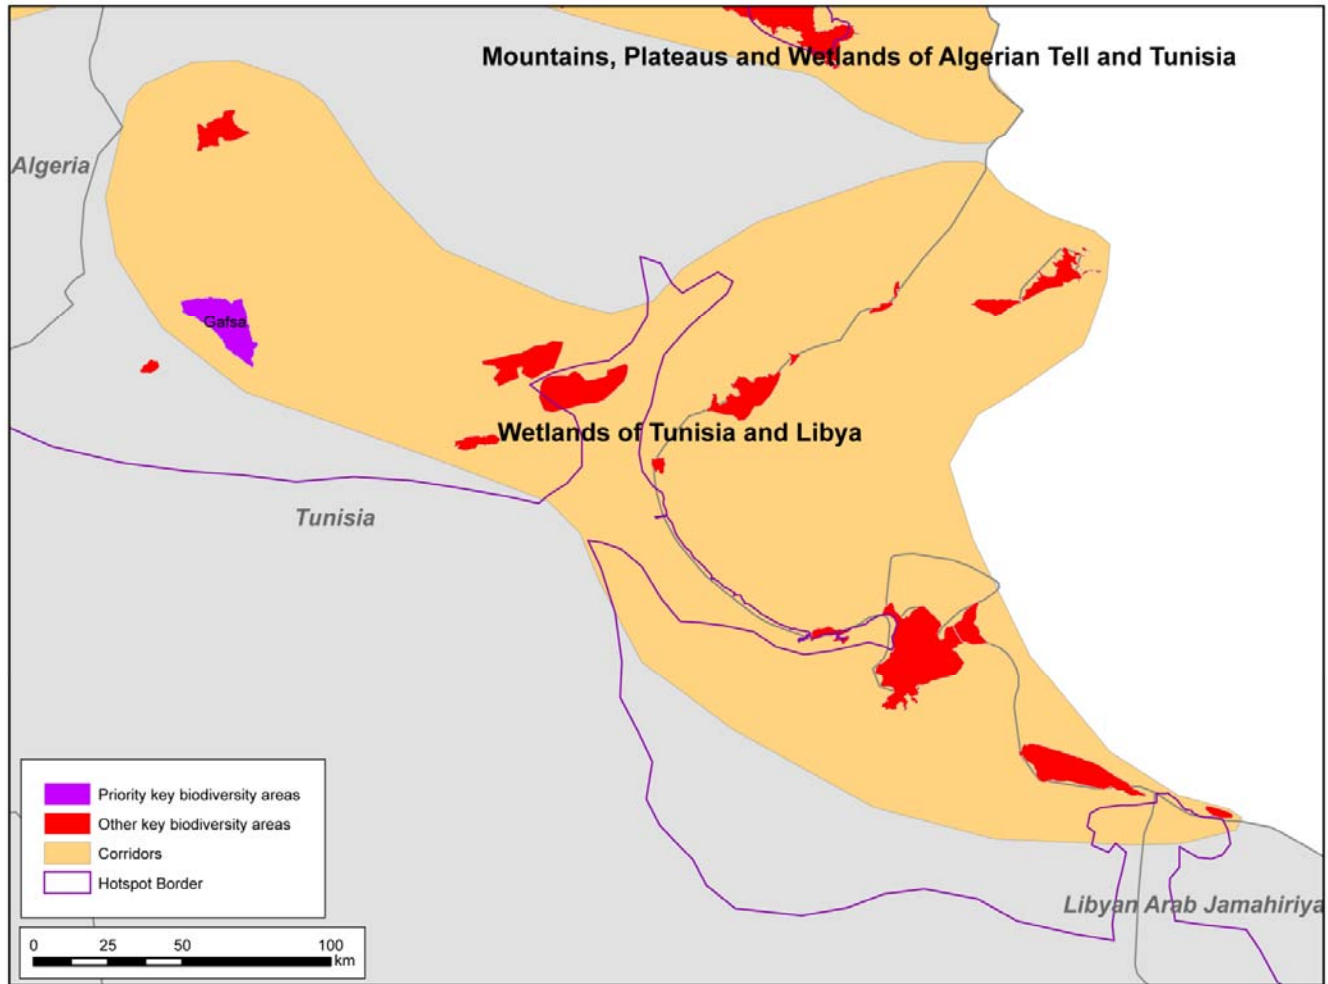 Mountains, Plateaus and Wetlands of Algerian Tell and Tunisia
Algeria
Gafsa
Wetlands of Tunisia and Libya
Tunisia
Priority key biodiversity areas
Other key biodiversity areas
Corridors
Hotspot Border
Libyan Arab Jamahiriya
0 25 50 100
km